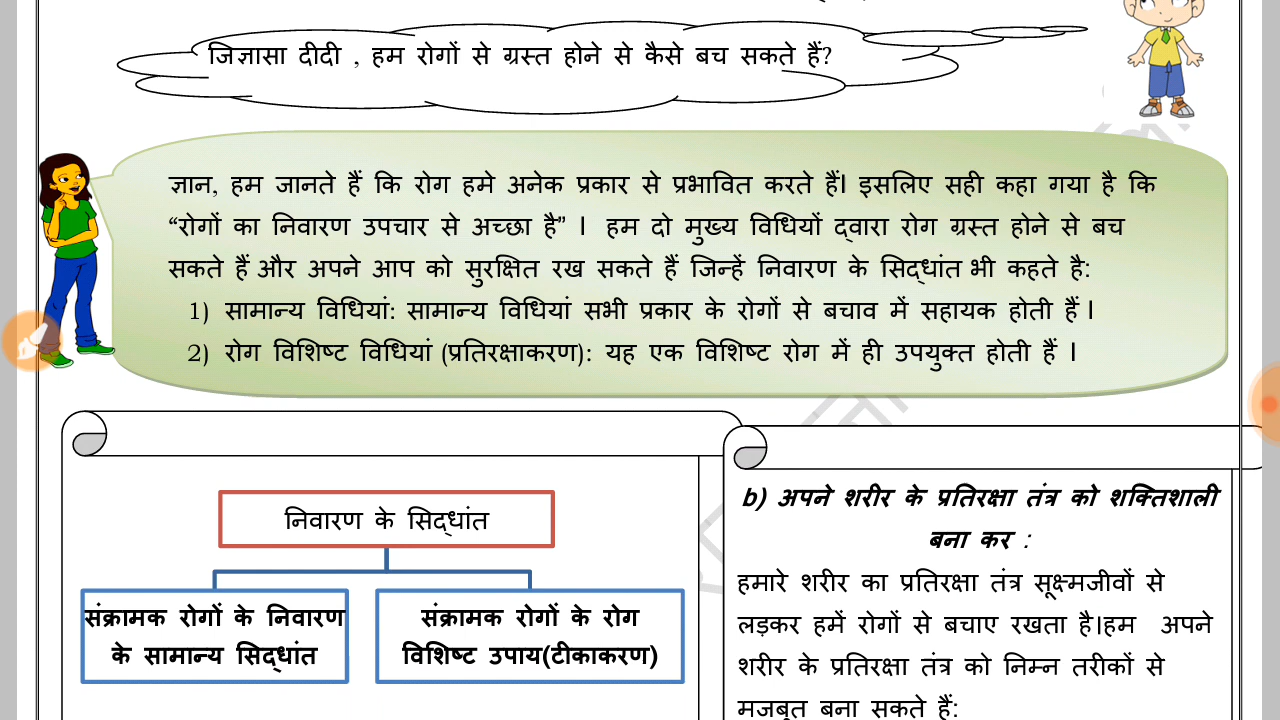 जिज्ञासा दीदी , हम रोगों से ग्रस्त होने से कैसे बच सकते हैं?
ज्ञान, हम जानते हैं कि रोग हमे अनेक प्रकार से प्रभावित करते हैं। इसलिए सही कहा गया है कि
“रोगों का निवारण उपचार से अच्छा है” । हम दो मुख्य विधियों द्वारा रोग ग्रस्त होने से बच
सकते हैं और अपने आप को सुरक्षित रख सकते हैं जिन्हें निवारण के सिद्धांत भी कहते है:
1) सामान्य विधियां: सामान्य विधियां सभी प्रकार के रोगों से बचाव में सहायक होती हैं ।
2) रोग विशिष्ट विधियां (प्रतिरक्षाकरण): यह एक विशिष्ट रोग में ही उपयुक्त होती हैं ।
निवारण के सिद्धांत
संक्रामक रोगों के निवारण
के सामान्य सिद्धांत
संक्रामक रोगों के रोग
विशिष्ट उपाय(टीकाकरण)
b) अपने शरीर के प्रतिरक्षा तंत्र को शक्तिशाली
बना कर :
हमारे शरीर का प्रतिरक्षा तंत्र सूक्ष्मजीवों से
लड़कर हमें रोगों से बचाए रखता है।हम अपने
शरीर के प्रतिरक्षा तंत्र को निम्न तरीकों से
मजबूत बना सकते हैं: